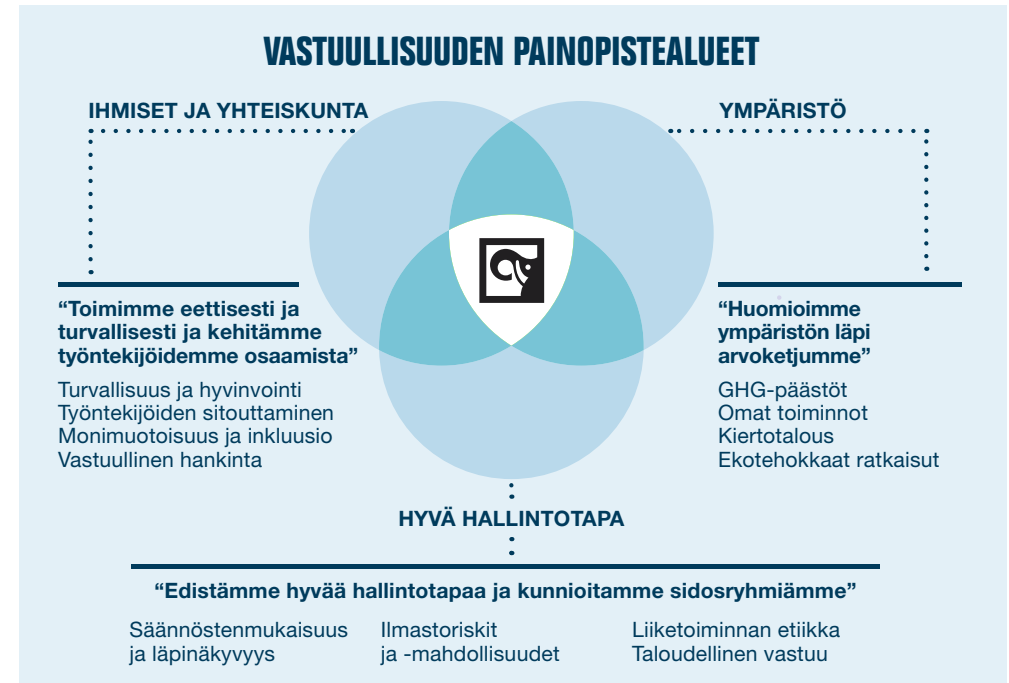 VASTUULLISUUDEN PAINOPISTEALUEET
IHMISET JA YHTEISKUNTA
“Toimimme eettisesti ja
turvallisesti ja kehitämme
työntekijöidemme osaamista”
Turvallisuus ja hyvinvointi
Työntekijöiden sitouttaminen
Monimuotoisuus ja inkluusio
Vastuullinen hankinta
YMPÄRISTÖ
“Huomioimme
ympäristön läpi
arvoketjumme”
GHG-päästöt
Omat toiminnot
Kiertotalous
Ekotehokkaat ratkaisut
HYVÄ HALLINTOTAPA
“Edistämme hyvää hallintotapaa ja kunnioitamme sidosryhmiämme”
Säännöstenmukaisuus
ja läpinäkyvyys
Ilmastoriskit
ja -mahdollisuudet
Liiketoiminnan etiikka
Taloudellinen vastuu